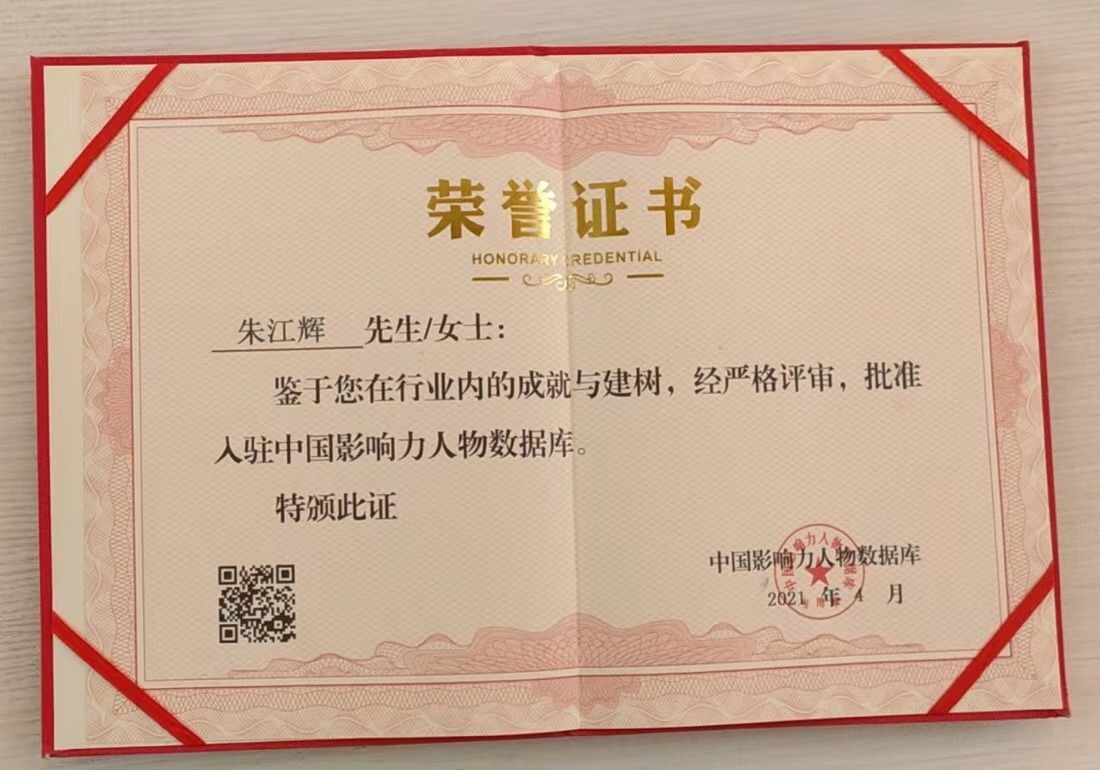 荣誉证书
HONORARY CREDENTIAL
朱江辉 先生/女士：
鉴于您在行业内的成就与建树，经严格评审，批准
入驻中国影响力人物数据库。
特颁此证
中国影响力人物数据库
2021 年 4 月